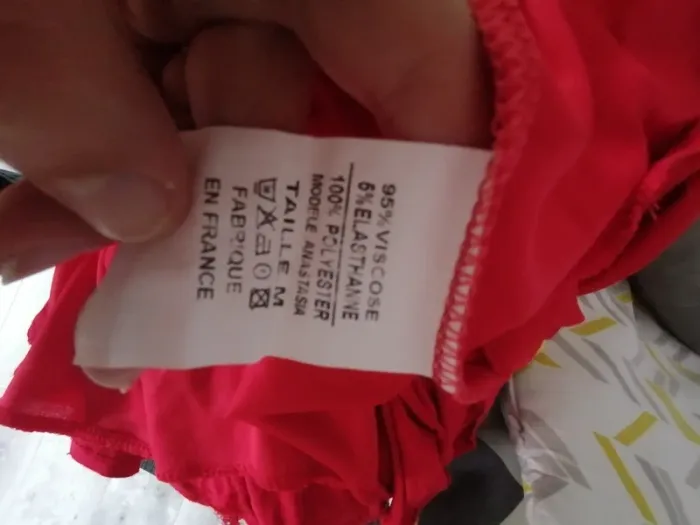 95% VISCOSE
5% ELASTHANNE
100% POLYESTER
MODELE ANASTASIA
TAILLE M
FABRIQUE
EN FRANCE